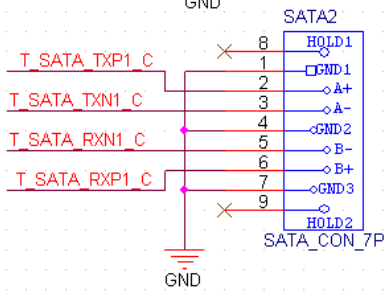 GND
SATA2
8 HOLD1
T_SATA_TXP1_C 1 GND1
2 A+
T_SATA_TXN1_C 3 A-
4 GND2
T_SATA_RXN1_C 5 B-
6 B+
T_SATA_RXP1_C 7 GND3
9 HOLD2
SATA_CON_7P
GND